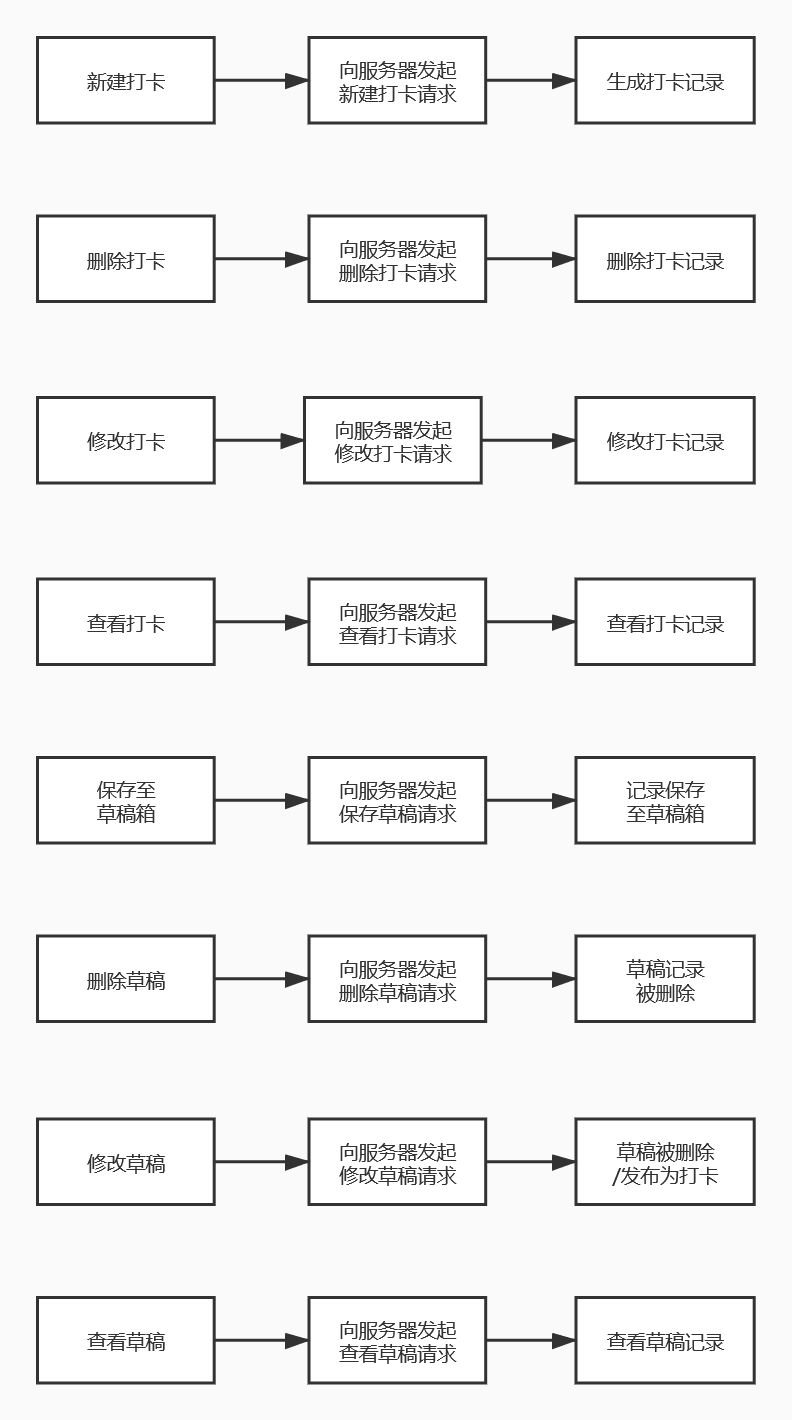 新建打卡
向服务器发起
新建打卡请求
生成打卡记录
删除打卡
向服务器发起
删除打卡请求
删除打卡记录
修改打卡
向服务器发起
修改打卡请求
修改打卡记录
查看打卡
向服务器发起
查看打卡请求
查看打卡记录
保存至
草稿箱
向服务器发起
保存草稿请求
记录保存
至草稿箱
删除草稿
向服务器发起
删除草稿请求
草稿记录
被删除
修改草稿
向服务器发起
修改草稿请求
草稿被删除
/发布为打卡
查看草稿
向服务器发起
查看草稿请求
查看草稿记录